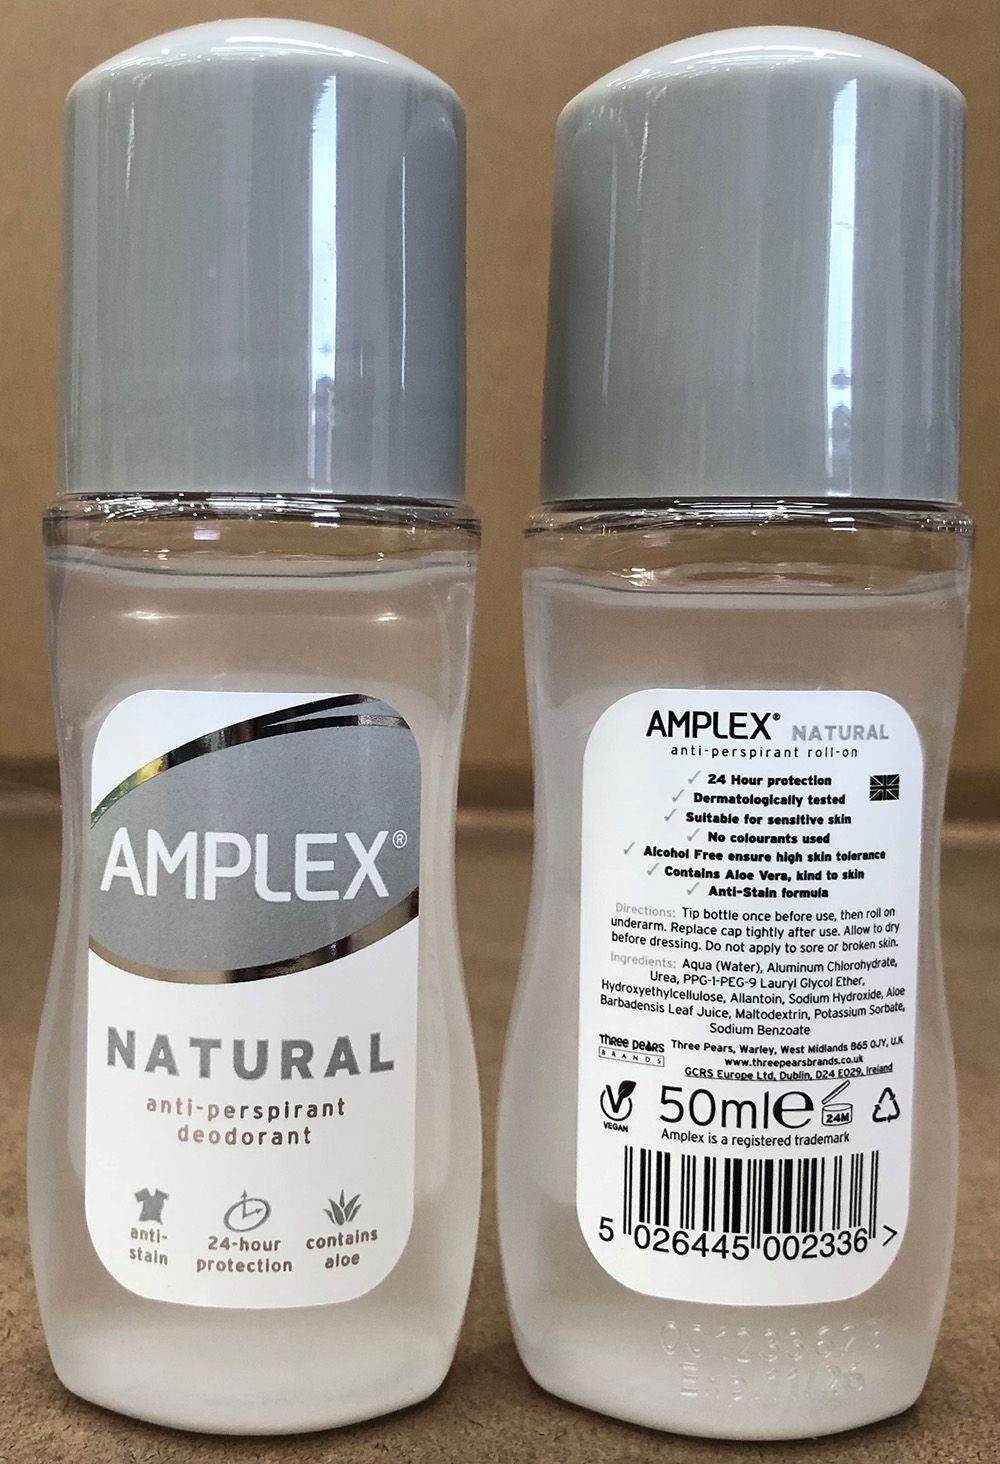 AMPLEX®
NATURAL
anti-perspirant
deodorant
anti-
stain
24-hour
protection
contains
aloe
AMPLEX® NATURAL
anti-perspirant roll-on
✓ 24 Hour protection
✓ Dermatologically tested
✓ Suitable for sensitive skin
✓ No colourants used
✓ Alcohol Free ensure high skin tolerance
✓ Contains Aloe Vera, kind to skin
✓ Anti-Stain formula
Directions: Tip bottle once before use, then roll on
underarm. Replace cap tightly after use. Allow to dry
before dressing. Do not apply to sore or broken skin.
Ingredients: Aqua (Water), Aluminum Chlorohydrate,
Urea, PPG-1-PEG-9 Lauryl Glycol Ether,
Hydroxyethylcellulose, Allantoin, Sodium Hydroxide, Aloe
Barbadensis Leaf Juice, Maltodextrin, Potassium Sorbate,
Sodium Benzoate
Three peARS
BRANDS
Three Pears, Warley, West Midlands B65 0JY, U.K
www.threepearsbrands.co.uk
GCRS Europe Ltd, Dublin, D24 E029, Ireland
VEGAN
50mle
24M
Amplex is a registered trademark
5 026445 002336 >
Exp.11/26